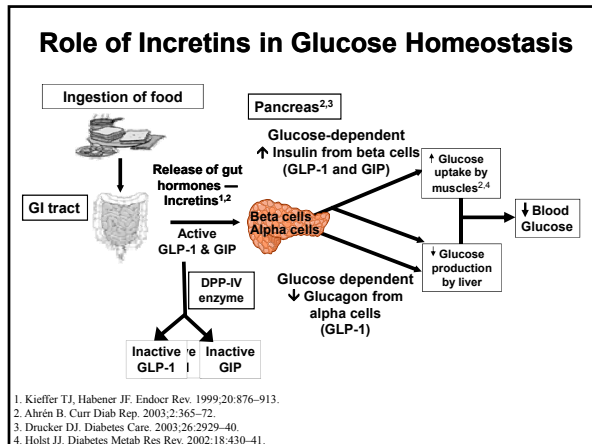 Role of Incretins in Glucose Homeostasis
Ingestion of food
Pancreas2,3
Glucose-dependent
↑ Insulin from beta cells
(GLP-1 and GIP)
Release of gut
hormones —
Incretins1,2
GI tract
Active
GLP-1 & GIP
Beta cells
Alpha cells
↑ Glucose
uptake by
muscles2,4
↓ Blood
Glucose
↓ Glucose
production
by liver
DPP-IV
enzyme
Glucose dependent
↓ Glucagon from
alpha cells
(GLP-1)
Inactive
GLP-1
Inactive
GIP
1. Kieffer TJ, Habener JF. Endocr Rev. 1999;20:876–913.
2. Ahrén B. Curr Diab Rep. 2003;2:365–72.
3. Drucker DJ. Diabetes Care. 2003;26:2929–40.
4. Holst JJ. Diabetes Metab Res Rev. 2002;18:430–41.